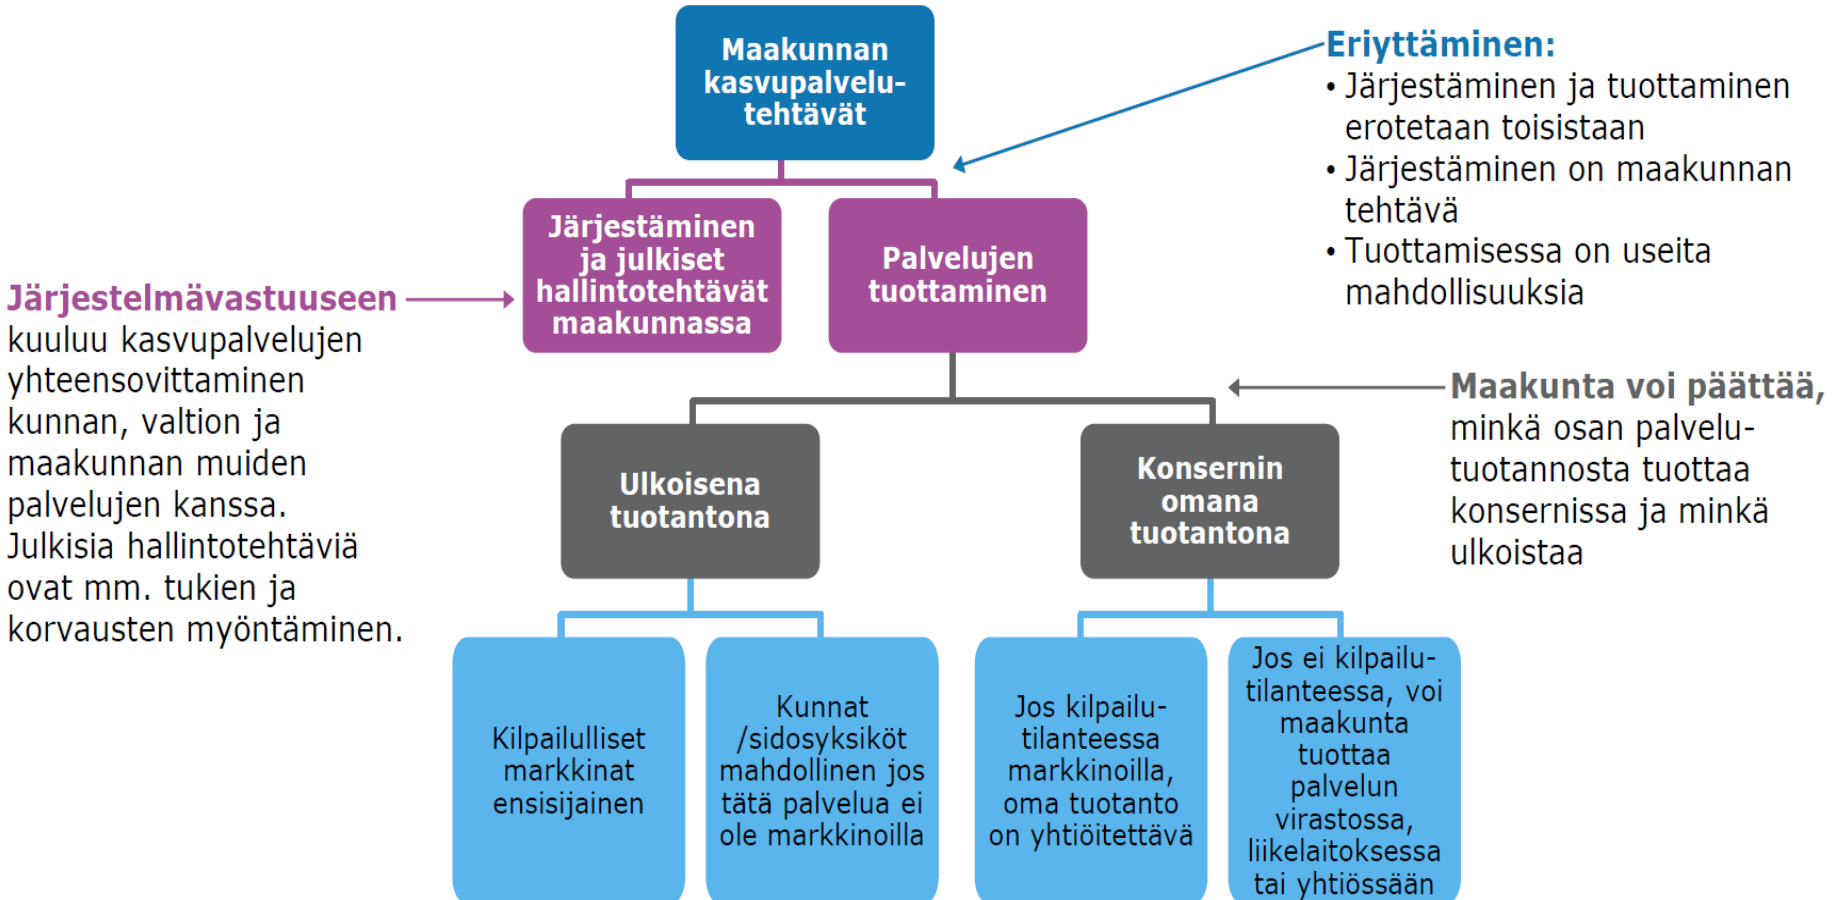 Maakunnan
kasvupalvelu-
tehtävät
Eriyttäminen:
• Järjestäminen ja tuottaminen
erotetaan toisistaan
• Järjestäminen on maakunnan
tehtävä
• Tuottamisessa on useita
mahdollisuuksia
Järjestäminen
ja julkiset
hallintotehtävät
maakunnassa
Palvelujen
tuottaminen
Järjestelmävastuuseen
kuuluu kasvupalvelujen
yhteensovittaminen
kunnan, valtion ja
maakunnan muiden
palvelujen kanssa.
Julkisia hallintotehtäviä
ovat mm. tukien ja
korvausten myöntäminen.
Maakunta voi päättää,
minkä osan palvelu-
tuotannosta tuottaa
konsernissa ja minkä
ulkoistaa
Ulkoisena
tuotantona
Konsernin
omana
tuotantona
Kilpailulliset
markkinat
ensisijainen
Kunnat
/sidosyksiköt
mahdollinen jos
tätä palvelua ei
ole markkinoilla
Jos kilpailu-
tilanteessa
markkinoilla,
oma tuotanto
on yhtiöitettävä
Jos ei kilpailu-
tilanteessa, voi
maakunta
tuottaa
palvelun
virastossa,
liikelaitoksessa
tai yhtiössään